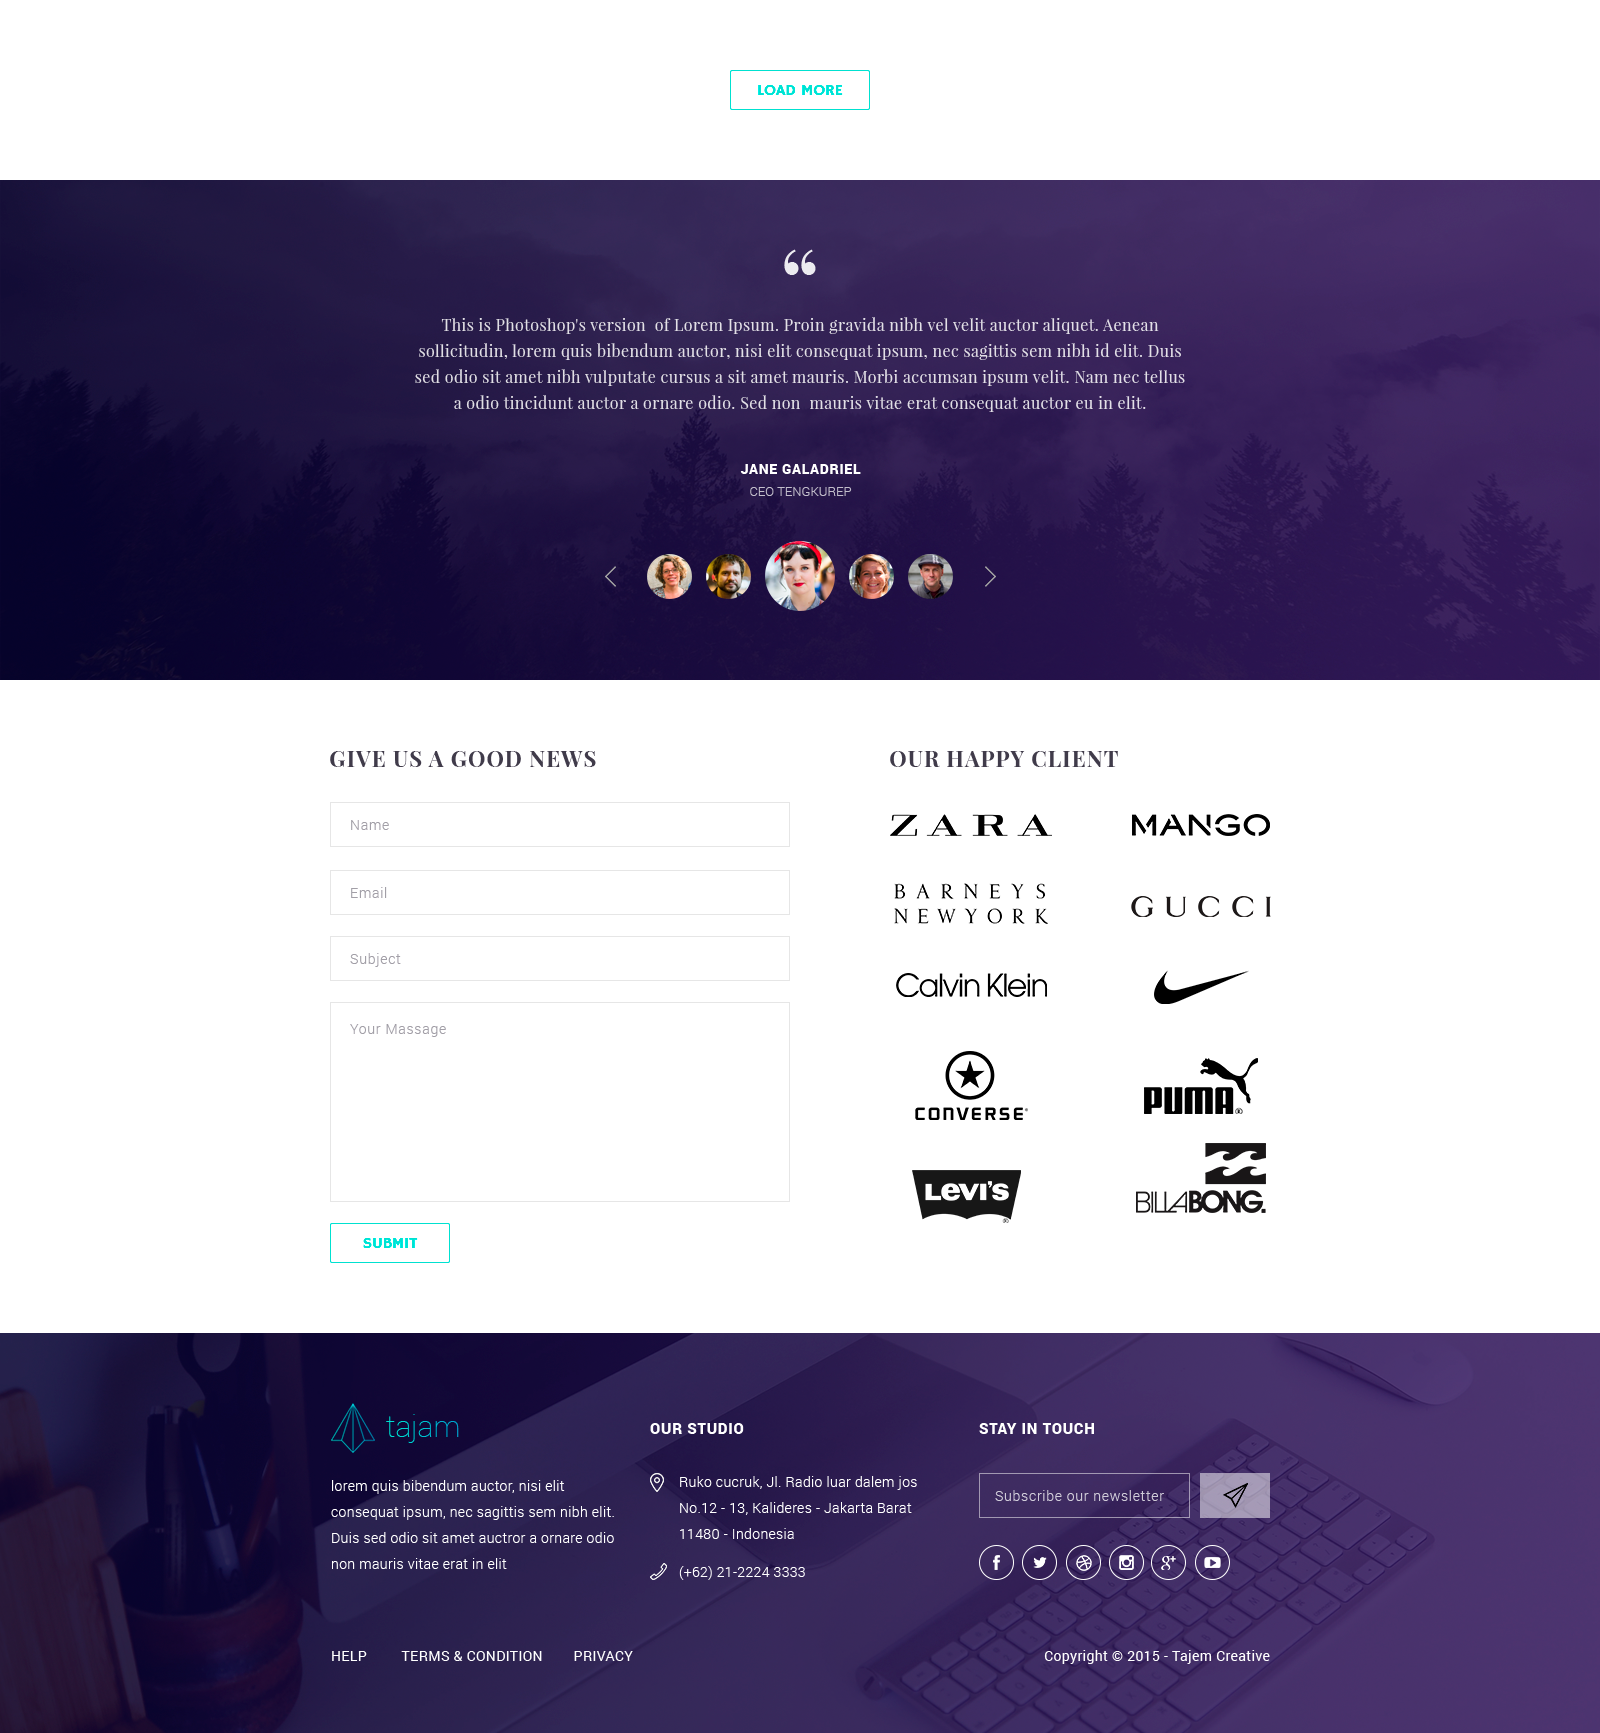 LOAD MORE
“
This is Photoshop's version  of Lorem Ipsum. Proin gravida nibh vel velit auctor aliquet. Aenean
sollicitudin, lorem quis bibendum auctor, nisi elit consequat ipsum, nec sagittis sem nibh id elit. Duis
sed odio sit amet nibh vulputate cursus a sit amet mauris. Morbi accumsan ipsum velit. Nam nec tellus
a odio tincidunt auctor a ornare odio. Sed non  mauris vitae erat consequat auctor eu in elit.
JANE GALADRIEL
CEO TENGKUREP
GIVE US A GOOD NEWS
Name
Email
Subject
Your Massage
SUBMIT
OUR HAPPY CLIENT
ZARA
MANGO
BARNEYS
NEWYORK
GUCCI
Calvin Klein
CONVERSE
PUMA®
LEVI'S®
BILLABONG.
tajam
lorem quis bibendum auctor, nisi elit
consequat ipsum, nec sagittis sem nibh elit.
Duis sed odio sit amet auctror a ornare odio
non mauris vitae erat in elit
OUR STUDIO
Ruko cucruk, Jl. Radio luar dalem jos
No.12 - 13, Kalideres - Jakarta Barat
11480 - Indonesia
(+62) 21-2224 3333
STAY IN TOUCH
Subscribe our newsletter
HELP
TERMS & CONDITION
PRIVACY
Copyright © 2015 - Tajem Creative